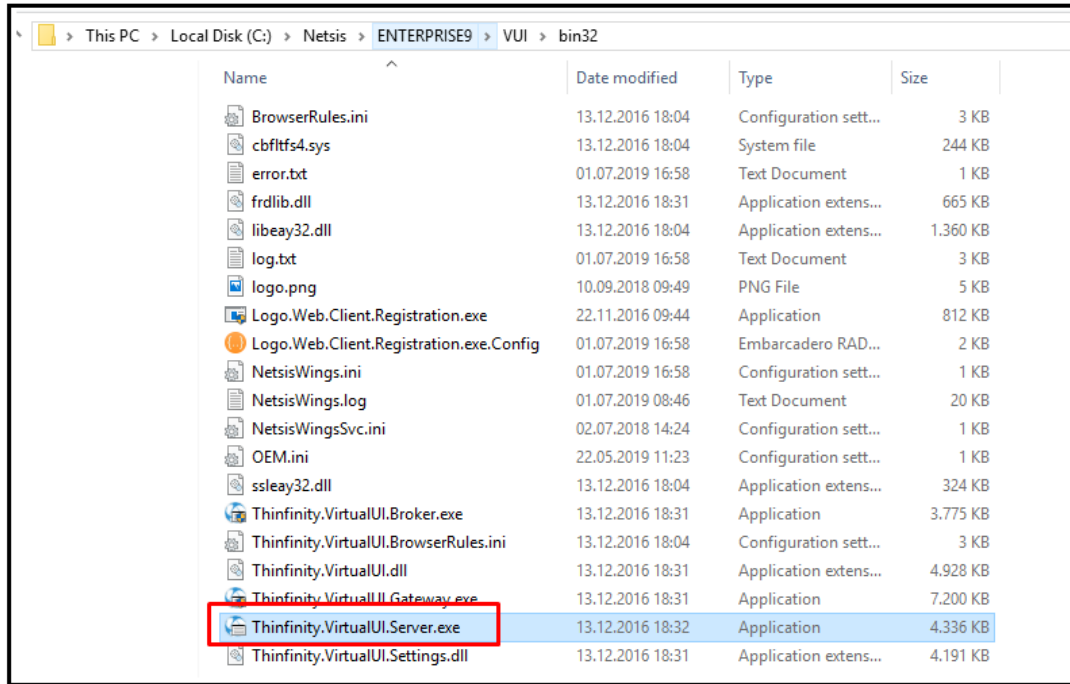 This PC > Local Disk (C:) > Netsis > ENTERPRISE9 > VUI > bin32
Name Date modified Type Size
BrowserRules.ini 13.12.2016 18:04 Configuration sett... 3 KB
cbfltfs4.sys 13.12.2016 18:04 System file 244 KB
error.txt 01.07.2019 16:58 Text Document 1 KB
frdlib.dll 13.12.2016 18:31 Application extens... 665 KB
libeay32.dll 13.12.2016 18:04 Application extens... 1.360 KB
log.txt 01.07.2019 16:58 Text Document 3 KB
logo.png 10.09.2018 09:49 PNG File 5 KB
Logo.Web.Client.Registration.exe 22.11.2016 09:44 Application 812 KB
Logo.Web.Client.Registration.exe.Config 01.07.2019 16:58 Embarcadero RAD... 2 KB
NetsisWings.ini 01.07.2019 16:58 Configuration sett... 1 KB
NetsisWings.log 01.07.2019 08:46 Text Document 20 KB
NetsisWingsSvc.ini 02.07.2018 14:24 Configuration sett... 1 KB
OEM.ini 22.05.2019 11:23 Configuration sett... 1 KB
ssleay32.dll 13.12.2016 18:04 Application extens... 324 KB
Thinfinity.VirtualUI.Broker.exe 13.12.2016 18:31 Application 3.775 KB
Thinfinity.VirtualUI.BrowserRules.ini 13.12.2016 18:04 Configuration sett... 3 KB
Thinfinity.VirtualUI.dll 13.12.2016 18:31 Application extens... 4.928 KB
Thinfinity.VirtualUI.Gateway.exe 13.12.2016 18:31 Application 7.200 KB
Thinfinity.VirtualUI.Server.exe 13.12.2016 18:32 Application 4.336 KB
Thinfinity.VirtualUI.Settings.dll 13.12.2016 18:31 Application extens... 4.191 KB